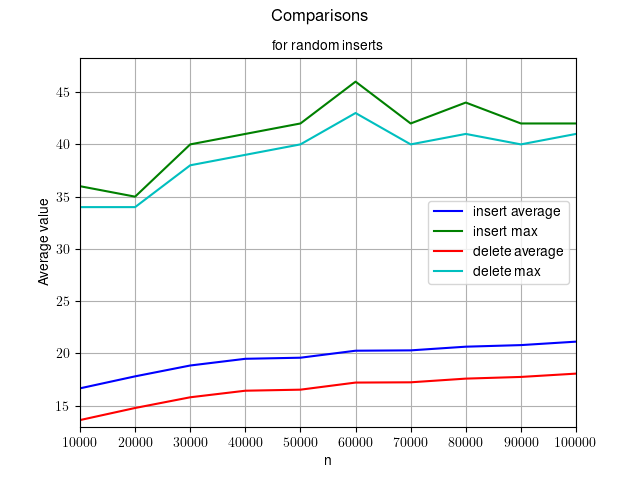 Comparisons
for random inserts
Average value
45
40
35
30
25
20
15
insert average
insert max
delete average
delete max
10000 20000 30000 40000 50000 60000 70000 80000 90000 100000
n